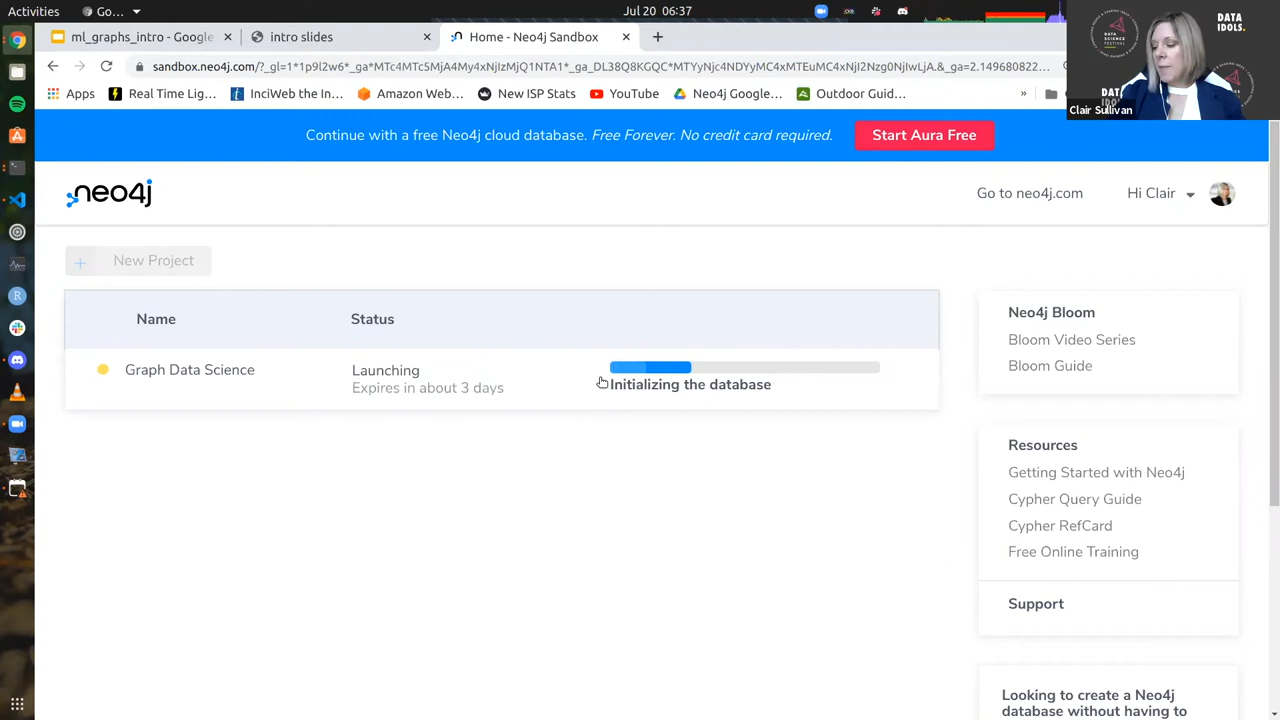 Activities
Go
Jul 20 06:37
ml_graphs_intro - Google
intro slides
Home - Neo4j Sandbox
sandbox.neo4j.com/?_gl=1*1p9l2w6*_ga*MTc4MTC5MjA4My4xNjIzMjQ1NTA1*_ga_DL38Q8KGQC*MTYyNjc4NDYyMC4xMTEuMC4xNjI2Nzg0NjIwLjA.&_ga=2.149680822...
Apps
Real Time Lig...
InciWeb the In...
Amazon Web...
New ISP Stats
YouTube
Neo4j Google...
Outdoor Guid...
»
DATA SCIENCE FESTIVAL
DATA IDOLS.
Clair Sullivan
Continue with a free Neo4j cloud database. Free Forever. No credit card required.
Start Aura Free
neo4j
Go to neo4j.com
Hi Clair
+ New Project
Name
Status
Graph Data Science
Launching
Expires in about 3 days
Initializing the database
Neo4j Bloom
Bloom Video Series
Bloom Guide
Resources
Getting Started with Neo4j
Cypher Query Guide
Cypher RefCard
Free Online Training
Support
Looking to create a Neo4j
database without having to